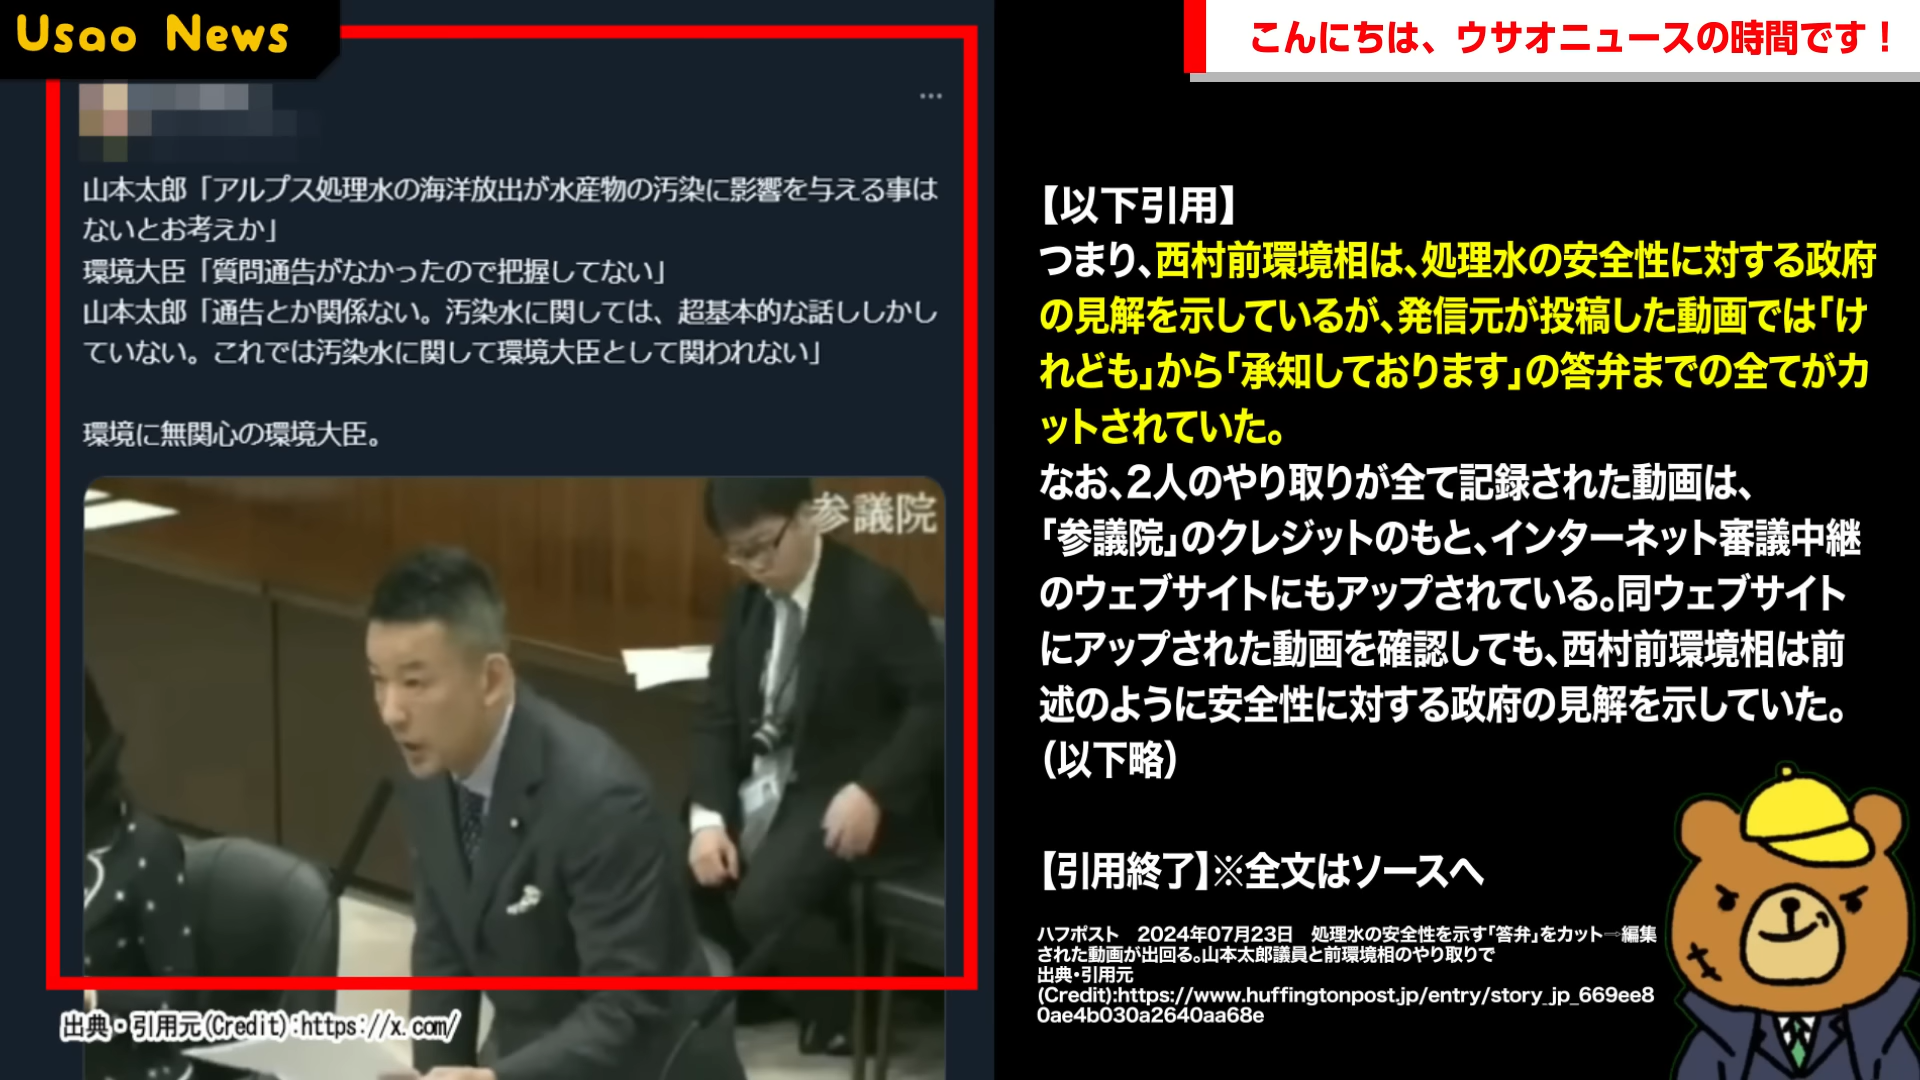 Usao News
こんにちは、ウサオニュースの時間です！
山本太郎「アルプス処理水の海洋放出が水産物の汚染に影響を与える事は
ないとお考えか」
環境大臣「質問通告がなかったので把握してない」
山本太郎「通告とか関係ない。汚染水に関しては、超基本的な話ししかし
ていない。これでは汚染水に関して環境大臣として関われない」
環境に無関心の環境大臣。
参議院
出典・引用元(Credit):https://x.com/
【以下引用】
つまり、西村前環境相は、処理水の安全性に対する政府
の見解を示しているが、発信元が投稿した動画では「け
れども」から「承知しております」の答弁までの全てがカ
ットされていた。
なお、2人のやり取りが全て記録された動画は、
「参議院」のクレジットのもと、インターネット審議中継
のウェブサイトにもアップされている。同ウェブサイト
にアップされた動画を確認しても、西村前環境相は前
述のように安全性に対する政府の見解を示していた。
（以下略）
【引用終了】※全文はソースへ
ハフポスト　2024年07月23日　処理水の安全性を示す「答弁」をカット⇒編集
された動画が出回る。山本太郎議員と前環境相のやり取りで
出典・引用元
(Credit):https://www.huffingtonpost.jp/entry/story_jp_669ee8
0ae4b030a2640aa68e